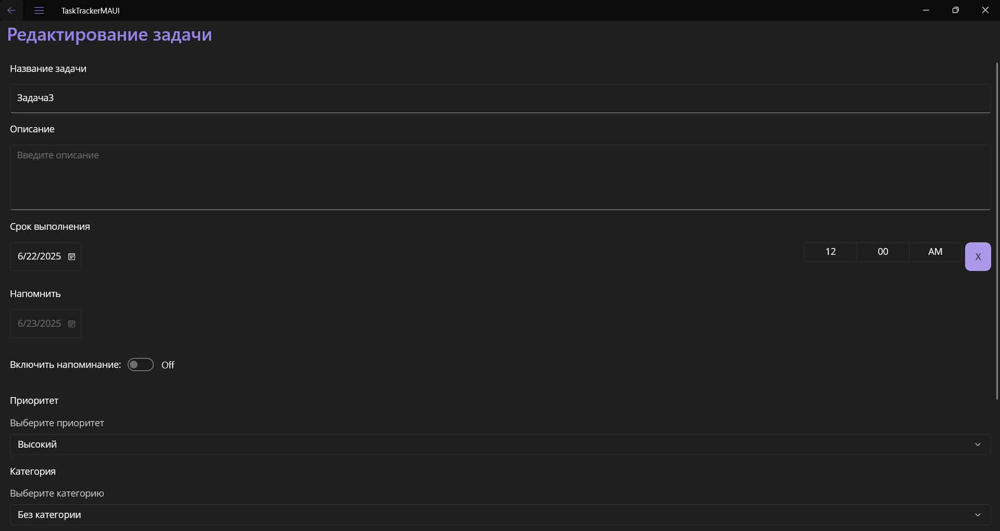 TaskTrackerMAUI
Редактирование задачи
Название задачи
Задача3
Описание
Введите описание
Срок выполнения
6/22/2025 12 00 AM X
Напомнить
6/23/2025
Включить напоминание: Off
Приоритет
Выберите приоритет
Высокий
Категория
Выберите категорию
Без категории